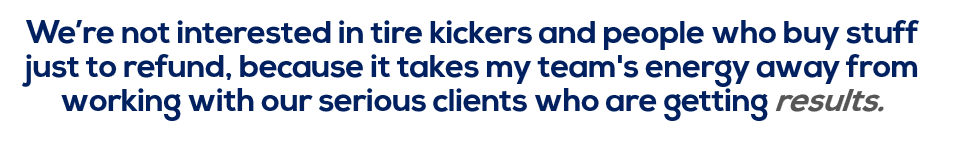 We’re not interested in tire kickers and people who buy stuff
just to refund, because it takes my team's energy away from
working with our serious clients who are getting results.